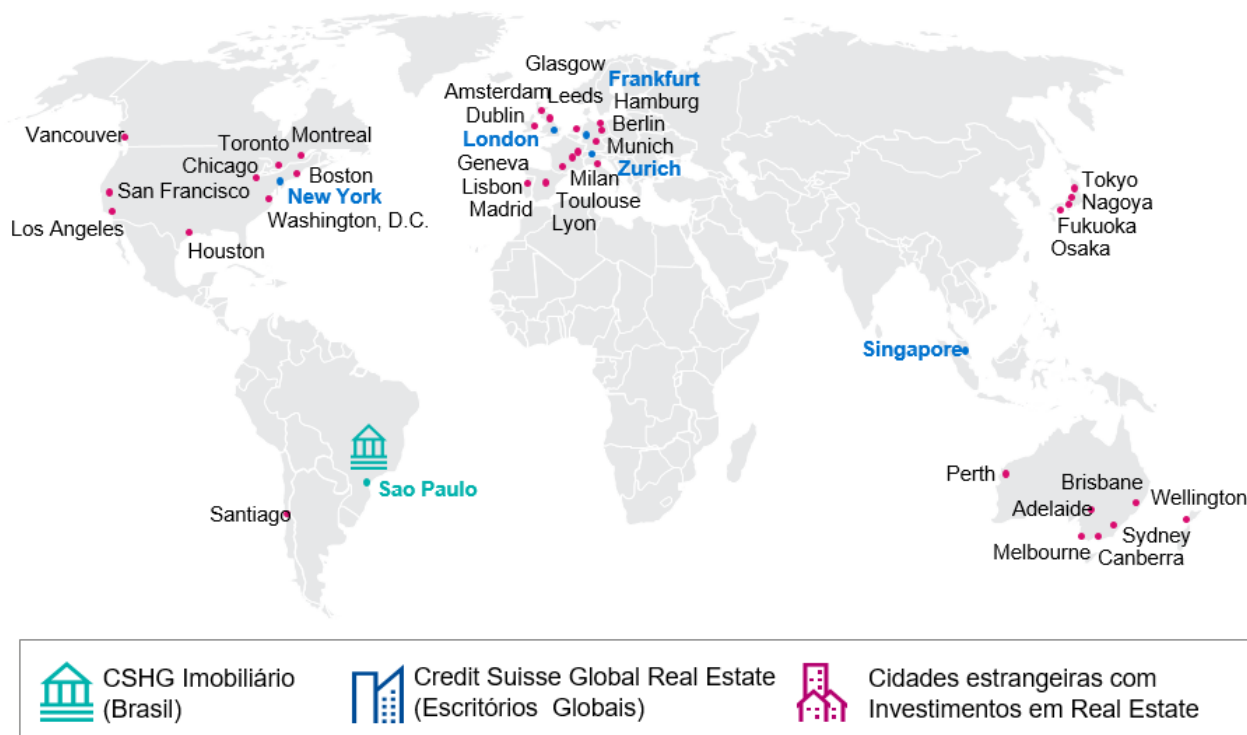 Glasgow
Frankfurt
Amsterdam
Leeds
Hamburg
Dublin
Berlin
London
Munich
Geneva
Zurich
Lisbon
Milan
Madrid
Toulouse
Lyon
Vancouver
Toronto
Montreal
Chicago
Boston
San Francisco
New York
Los Angeles
Washington, D.C.
Houston
Tokyo
Nagoya
Fukuoka
Osaka
Singapore
Sao Paulo
Santiago
Perth
Brisbane
Wellington
Adelaide
Sydney
Melbourne
Canberra
CSHG Imobiliário
(Brasil)
Credit Suisse Global Real Estate
(Escritórios Globais)
Cidades estrangeiras com
Investimentos em Real Estate